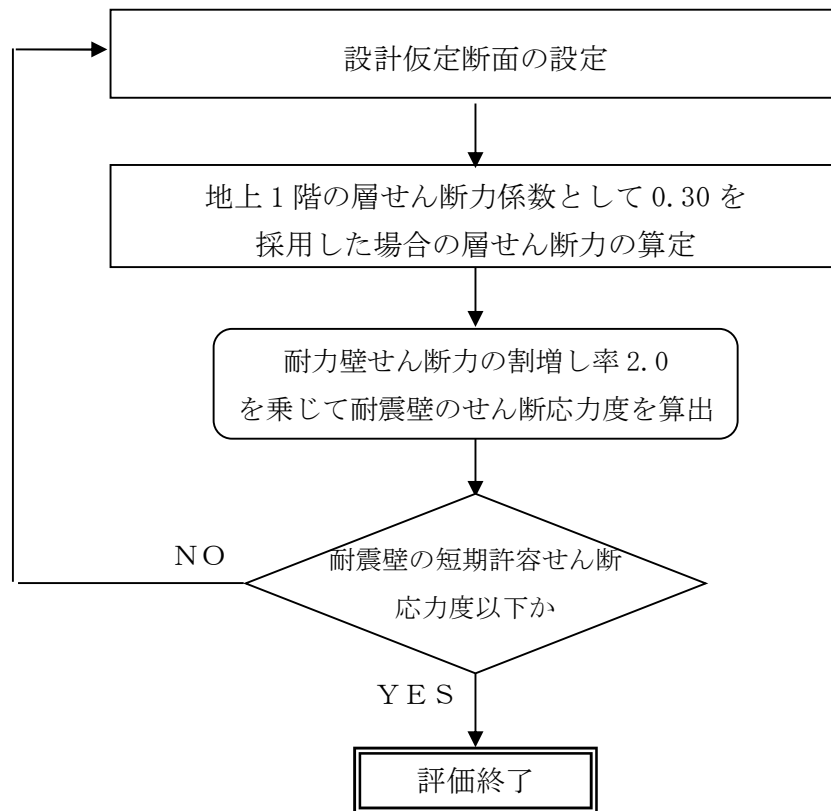 設計仮定断面の設定
地上1階の層せん断力係数として0.30を
採用した場合の層せん断力の算定
耐力壁せん断力の割増し率2.0
を乗じて耐震壁のせん断応力度を算出
NO
耐震壁の短期許容せん断
応力度以下か
YES
評価終了